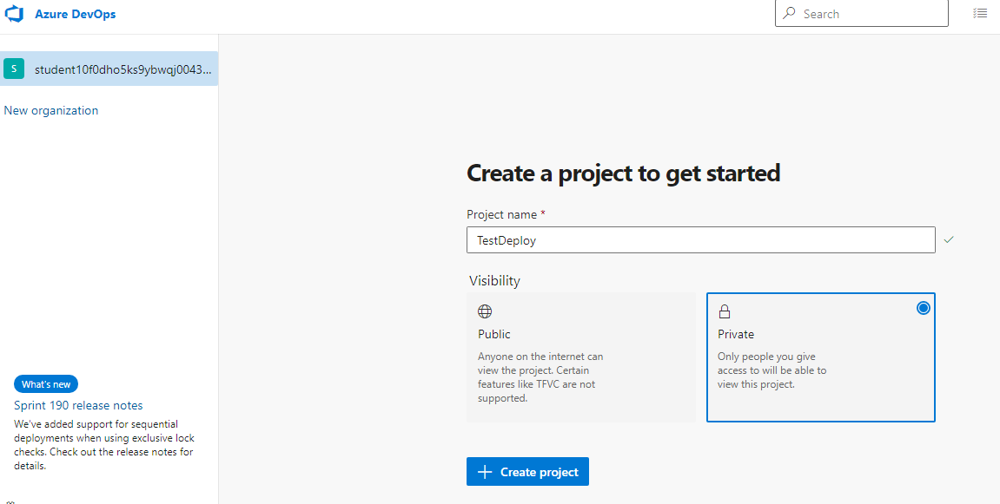 Azure DevOps
Search
S
student10f0dho5ks9ybwqj0043...
New organization
What's new
Sprint 190 release notes
We've added support for sequential
deployments when using exclusive lock
checks. Check out the release notes for
details.
Create a project to get started
Project name *
TestDeploy
Visibility
Public
Anyone on the internet can
view the project. Certain
features like TFVC are not
supported.
Private
Only people you give
access to will be able to
view this project.
Create project